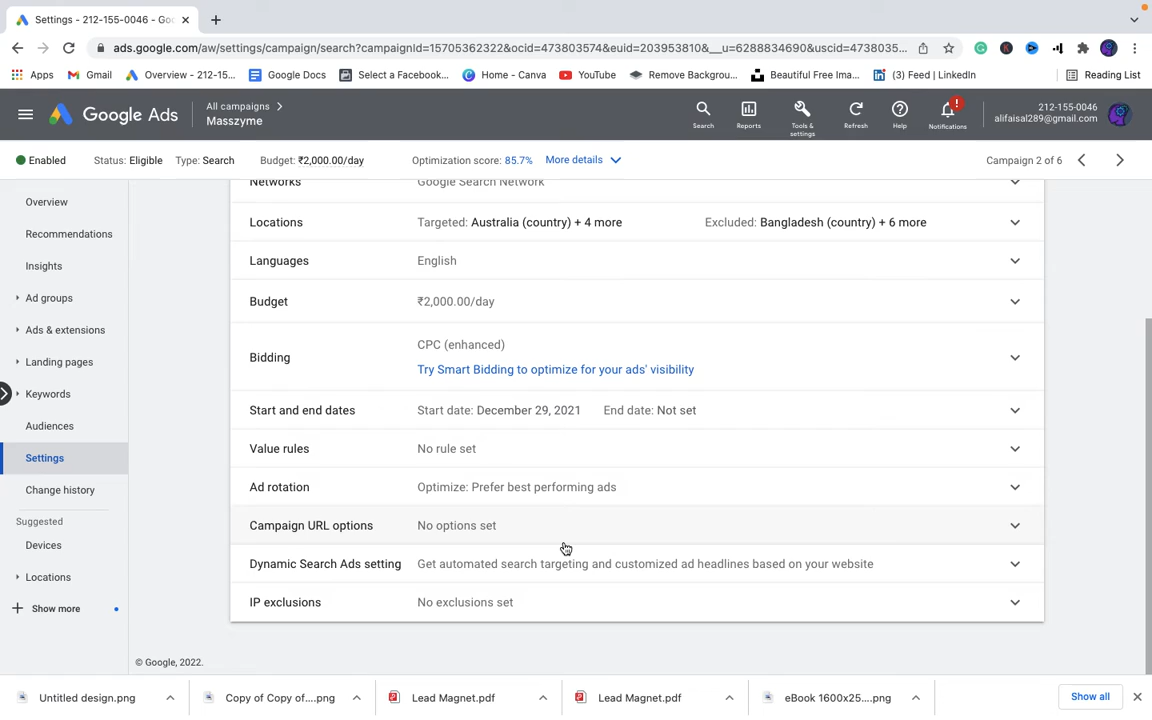 Settings - 212-155-0046 - Goo
ads.google.com/aw/settings/campaign/search?campaignId=15705362322&ocid=473803574&euid=203953810&__u=6288834690&uscid=4738035...
Apps
Gmail
Overview - 212-15...
Google Docs
Select a Facebook...
Home - Canva
YouTube
Remove Backgrou...
Beautiful Free Ima...
(3) Feed | LinkedIn
Reading List
Google Ads
All campaigns
Masszyme
Search
Reports
Tools & settings
Refresh
Help
Notifications
212-155-0046
alifaisal289@gmail.com
Enabled
Status: Eligible
Type: Search
Budget: ₹2,000.00/day
Optimization score: 85.7%
More details
Campaign 2 of 6
Overview
Recommendations
Insights
Ad groups
Ads & extensions
Landing pages
Keywords
Audiences
Settings
Change history
Suggested
Devices
Locations
Show more
Networks Google Search Network
Locations Targeted: Australia (country) + 4 more Excluded: Bangladesh (country) + 6 more
Languages English
Budget ₹2,000.00/day
Bidding CPC (enhanced)
Try Smart Bidding to optimize for your ads' visibility
Start and end dates Start date: December 29, 2021 End date: Not set
Value rules No rule set
Ad rotation Optimize: Prefer best performing ads
Campaign URL options No options set
Dynamic Search Ads setting Get automated search targeting and customized ad headlines based on your website
IP exclusions No exclusions set
© Google, 2022.
Untitled design.png
Copy of Copy of....png
Lead Magnet.pdf
Lead Magnet.pdf
eBook 1600x25....png
Show all